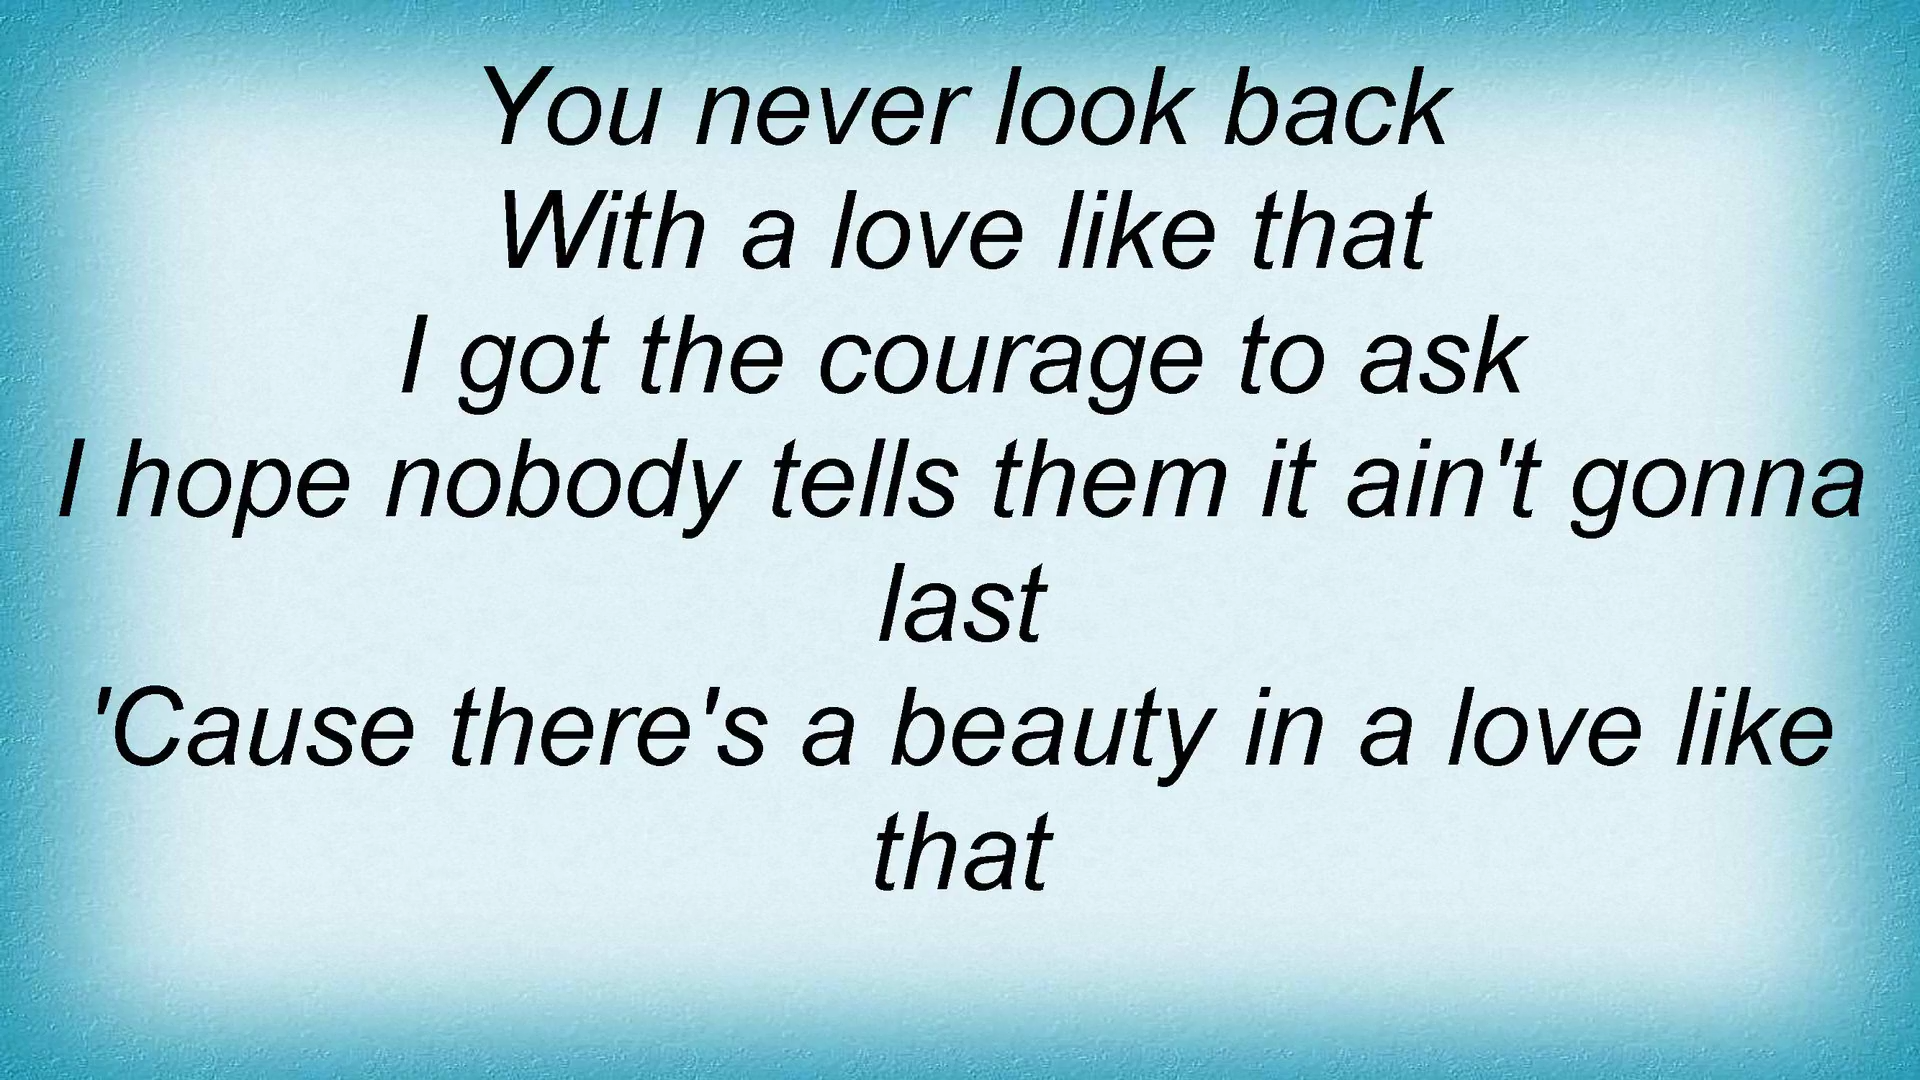 You never look back
With a love like that
I got the courage to ask
I hope nobody tells them it ain't gonna
last
'Cause there's a beauty in a love like
that